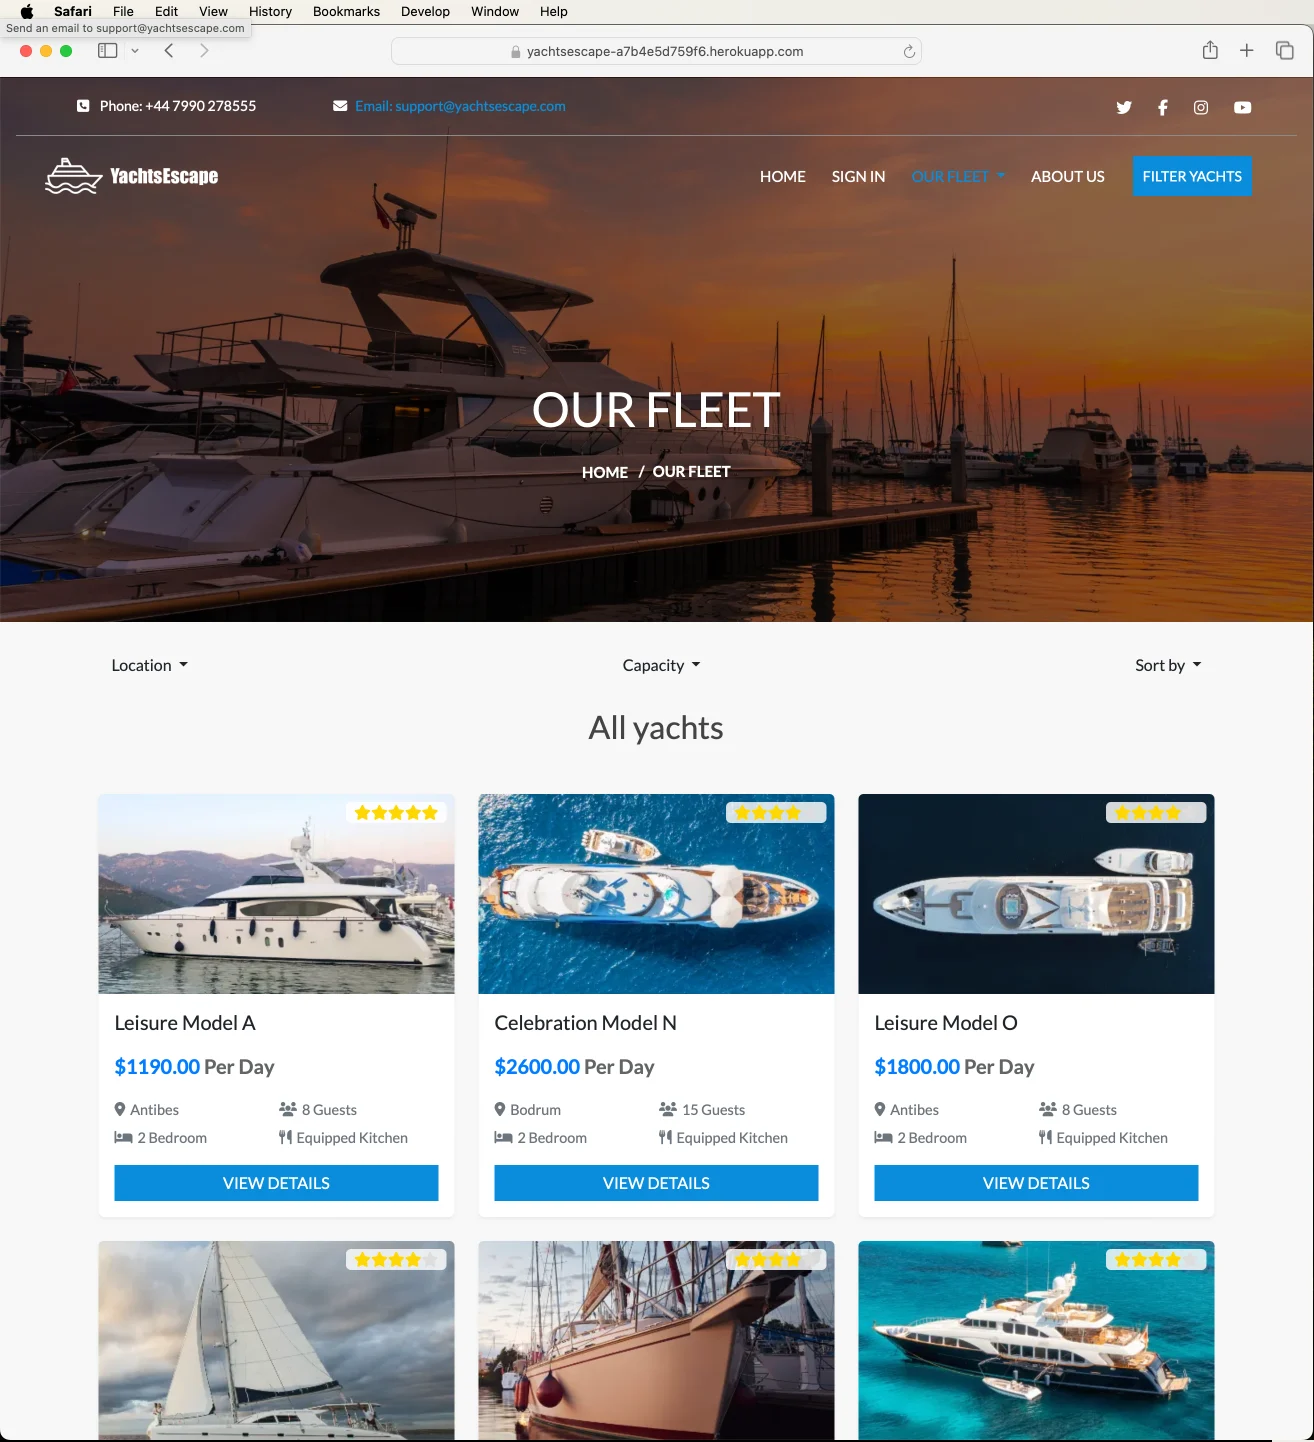 Safari File Edit View History Bookmarks Develop Window Help
Send an email to support@yachtsescape.com
yachtsescape-a7b4e5d759f6.herokuapp.com
Phone: +44 7990 278555 Email: support@yachtsescape.com
YachtsEscape HOME SIGN IN OUR FLEET ABOUT US FILTER YACHTS
OUR FLEET
HOME / OUR FLEET
Location Capacity Sort by
All yachts
Leisure Model A
$1190.00 Per Day
Antibes 8 Guests
2 Bedroom Equipped Kitchen
VIEW DETAILS
Celebration Model N
$2600.00 Per Day
Bodrum 15 Guests
2 Bedroom Equipped Kitchen
VIEW DETAILS
Leisure Model O
$1800.00 Per Day
Antibes 8 Guests
2 Bedroom Equipped Kitchen
VIEW DETAILS